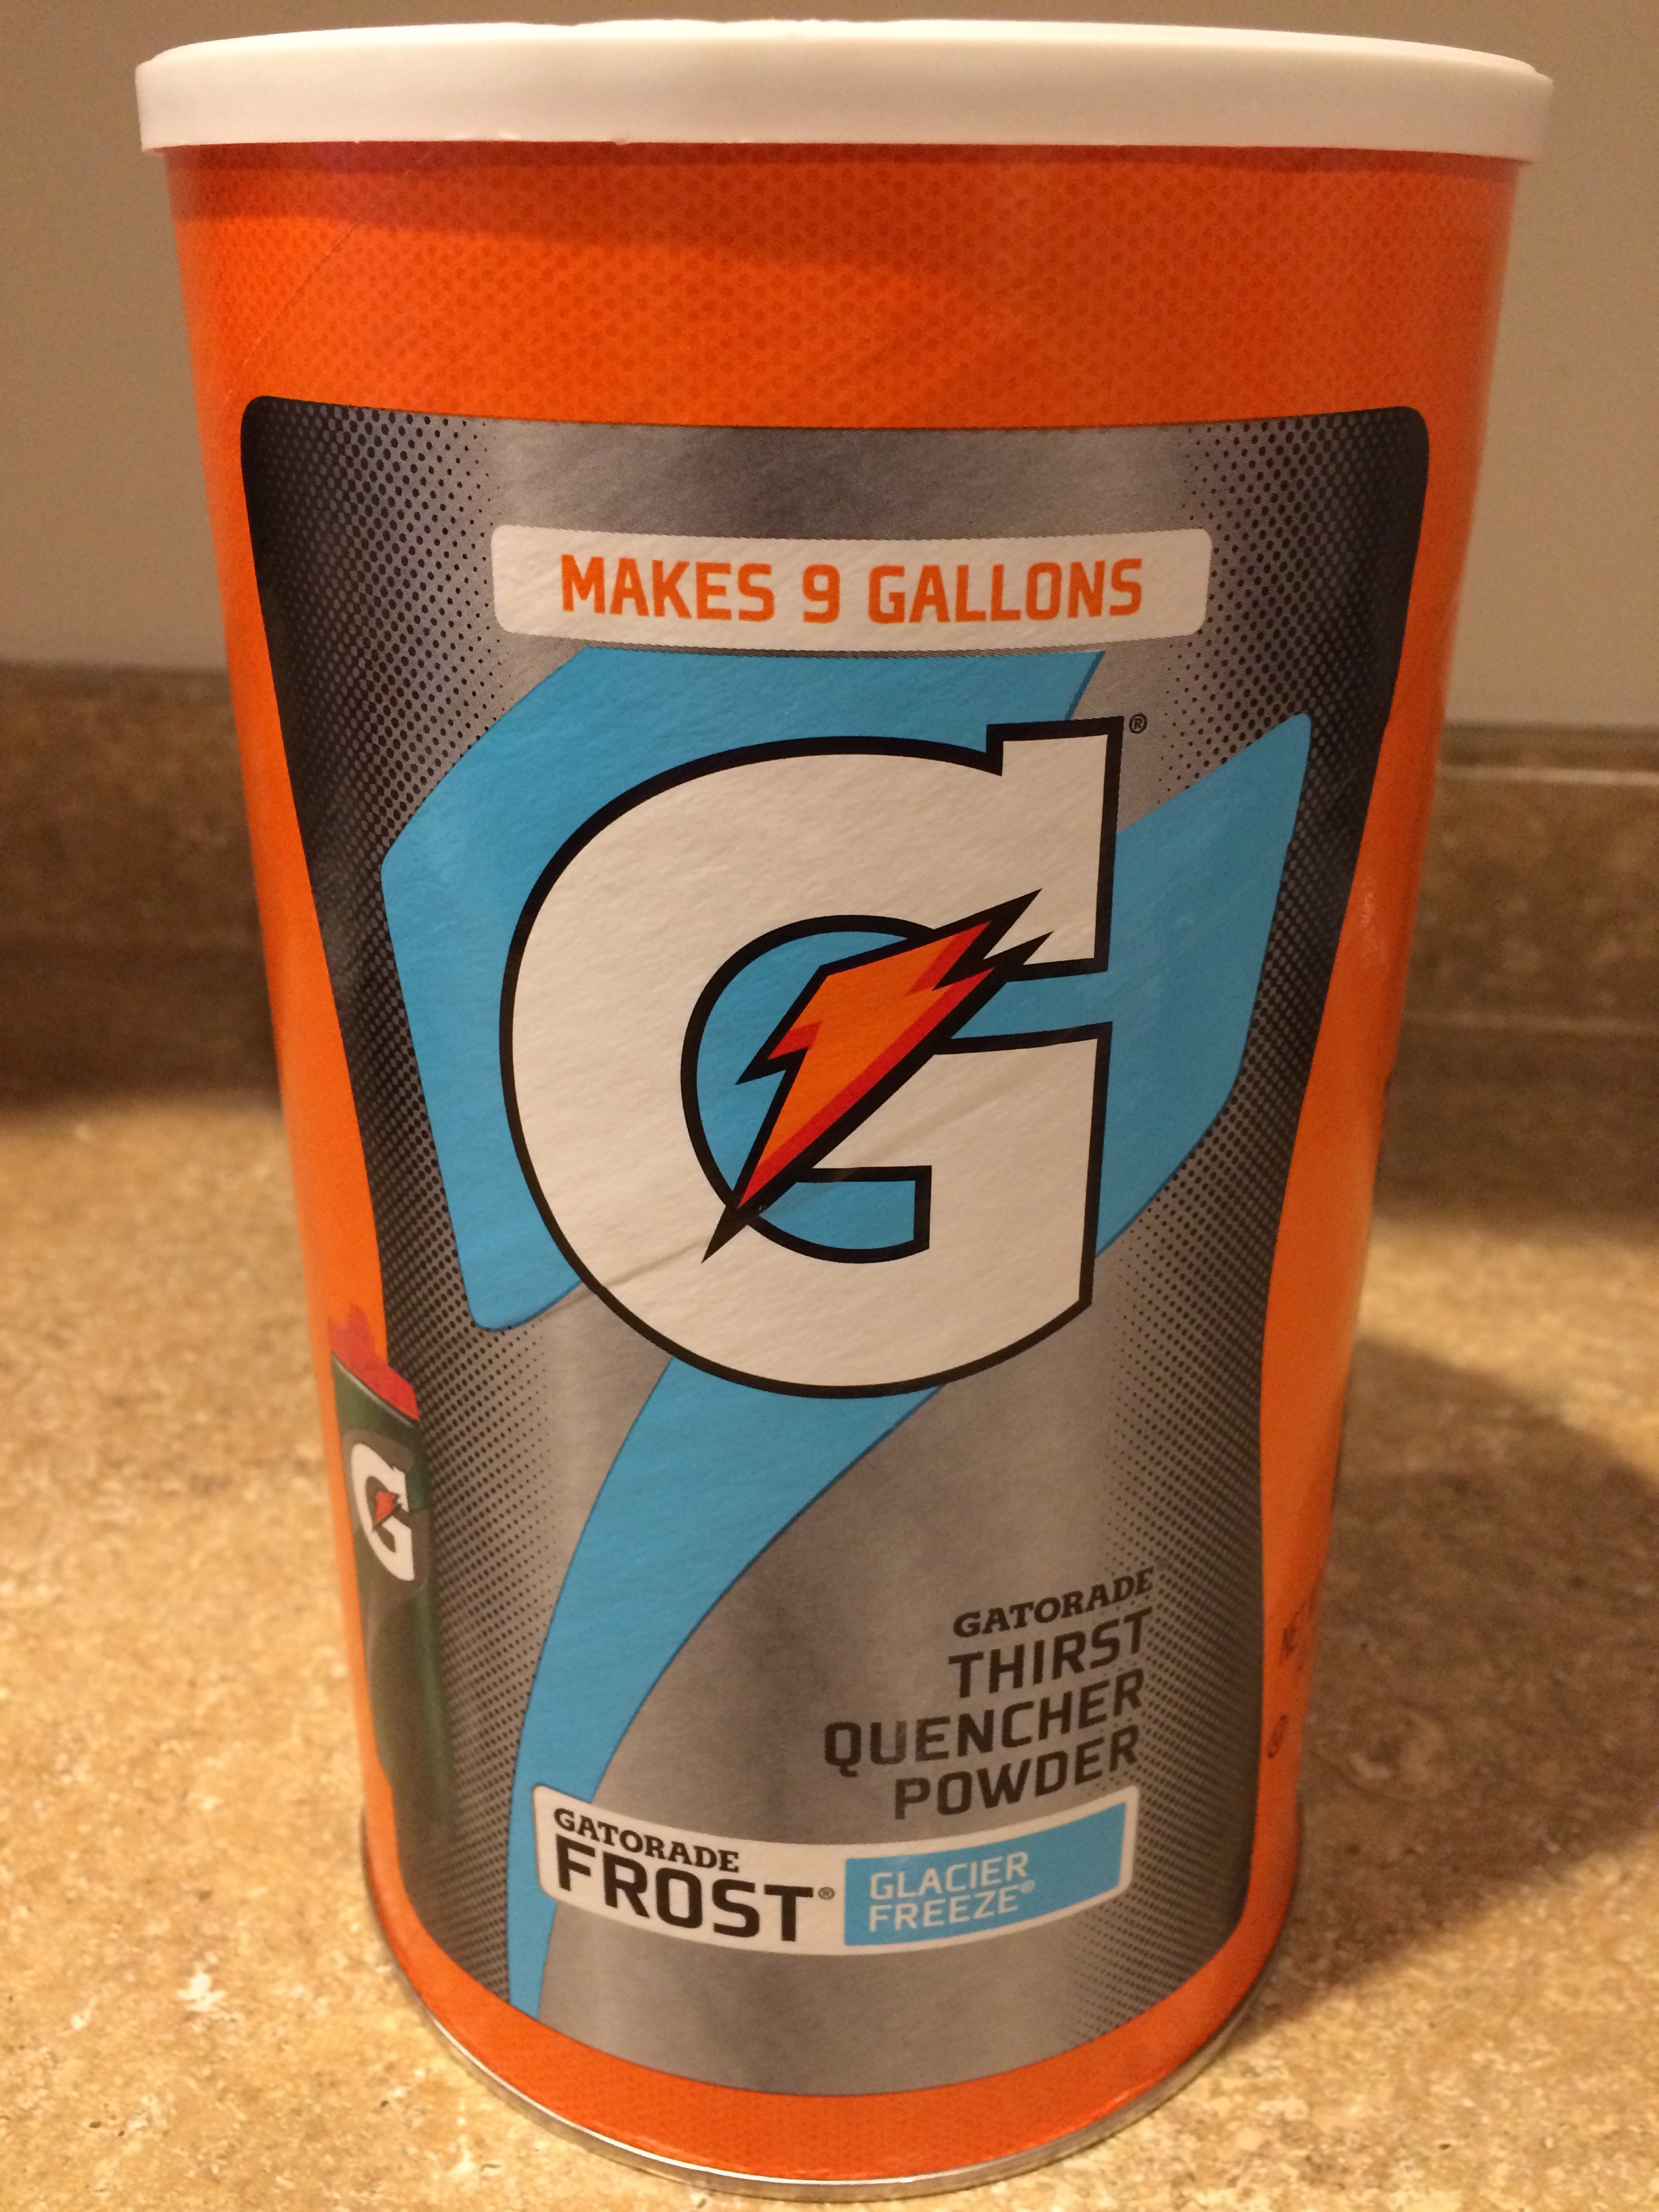 MAKES 9 GALLONS
G®
G
GATORADE
THIRST
QUENCHER
POWDER
GATORADE
FROST®
GLACIER
FREEZE®